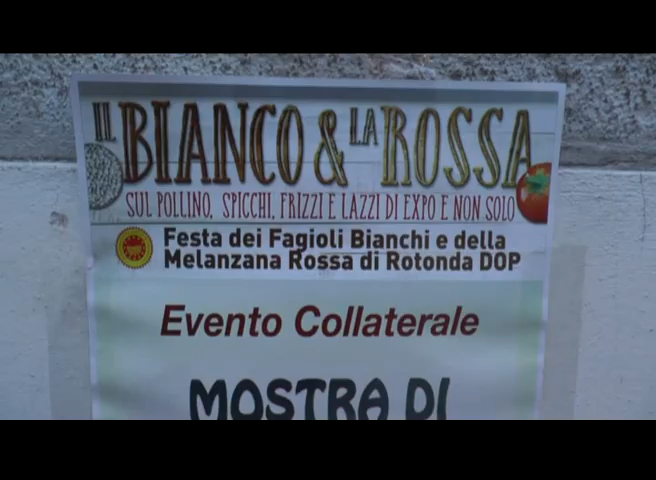 IL BIANCO & LA ROSSA
SUL POLLINO, SPICCHI, FRIZZI E LAZZI DI EXPO E NON SOLO
Festa dei Fagioli Bianchi e della
Melanzana Rossa di Rotonda DOP
Evento Collaterale
MOSTRA DI